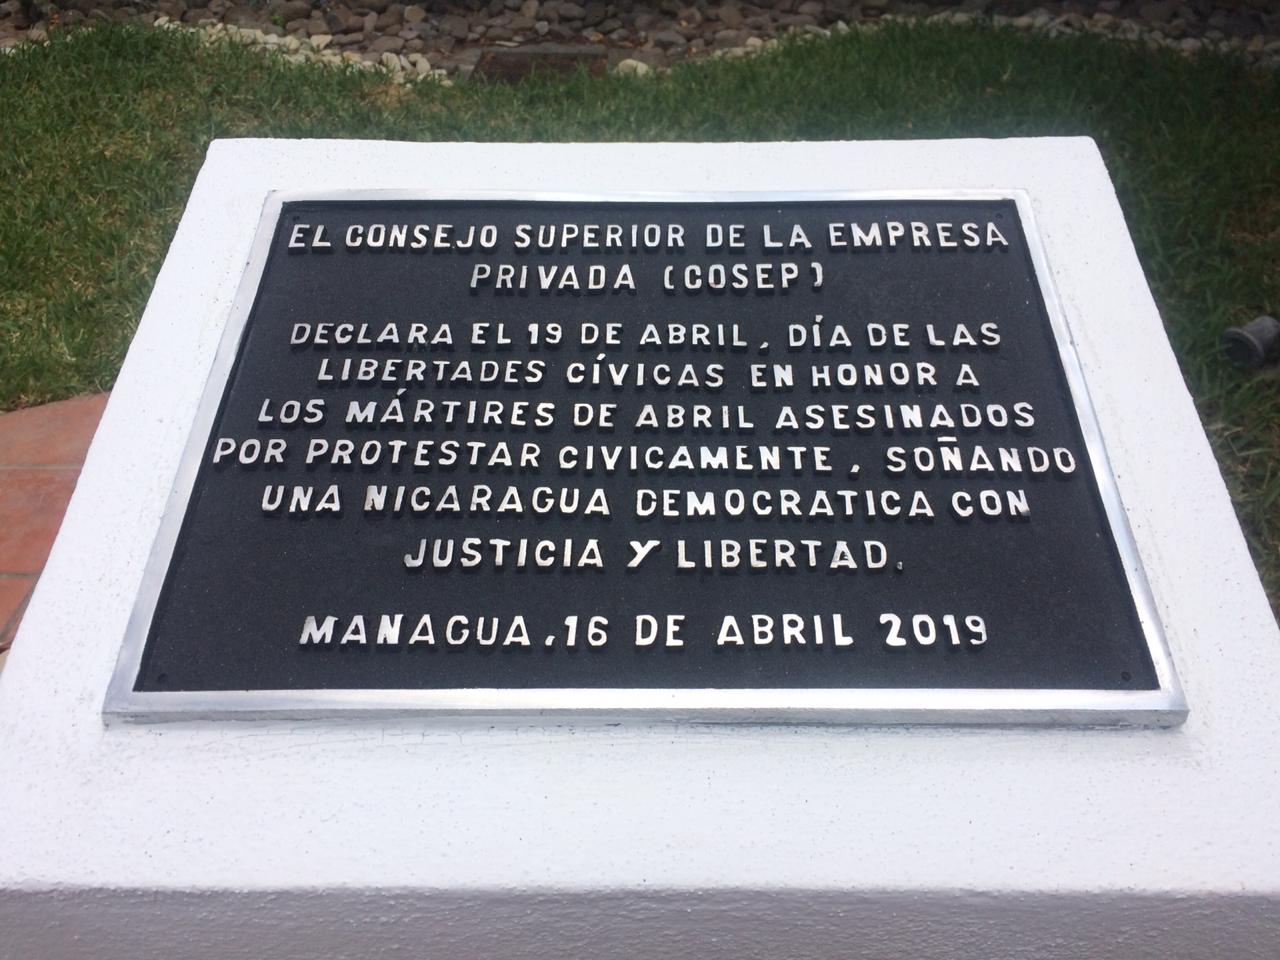 EL CONSEJO SUPERIOR DE LA EMPRESA
PRIVADA (COSEP)
DECLARA EL 19 DE ABRIL, DÍA DE LAS
LIBERTADES CÍVICAS EN HONOR A
LOS MÁRTIRES DE ABRIL ASESINADOS
POR PROTESTAR CIVICAMENTE, SOÑANDO
UNA NICARAGUA DEMOCRATICA CON
JUSTICIA Y LIBERTAD.
MANAGUA, 16 DE ABRIL 2019